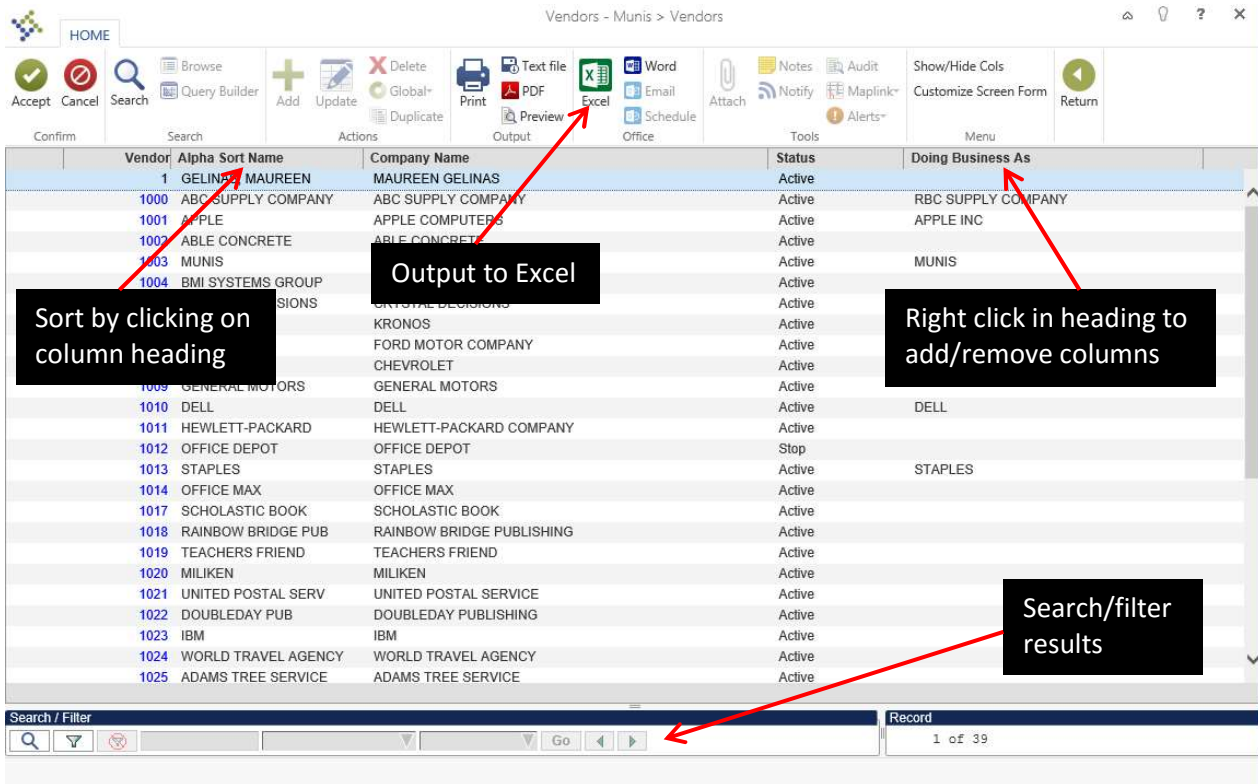 Vendors - Munis > Vendors
?
HOME
Accept
Cancel
Confirm
Search
Browse
Query Builder
Search
Add
Update
Delete
Global
Duplicate
Actions
Print
Text file
PDF
Preview
Output
Excel
Word
Email
Schedule
Office
Attach
Notes
Notify
Audit
Maplink
Alerts
Tools
Show/Hide Cols
Customize Screen Form
Menu
Return
Vendor Alpha Sort Name Company Name Status Doing Business As
1 MAUREEN MAUREEN GELINAS Active
1000 ABC SUPPLY COMPANY ABC SUPPLY COMPANY Active RBC SUPPLY COMPANY
1001 APPLE APPLE COMPUTERS Active APPLE INC
1002 ABLE CONCRETE ABLE CONCRETE Active
1003 MUNIS Active MUNIS
1004 BMI SYSTEMS GROUP Active
Active
KRONOS Active
FORD MOTOR COMPANY Active
CHEVROLET Active
1009 GENERAL MOTORS GENERAL MOTORS Active
1010 DELL DELL Active DELL
1011 HEWLETT-PACKARD HEWLETT-PACKARD COMPANY Active
1012 OFFICE DEPOT OFFICE DEPOT Stop
1013 STAPLES STAPLES Active STAPLES
1014 OFFICE MAX OFFICE MAX Active
1017 SCHOLASTIC BOOK SCHOLASTIC BOOK Active
1018 RAINBOW BRIDGE PUB RAINBOW BRIDGE PUBLISHING Active
1019 TEACHERS FRIEND TEACHERS FRIEND Active
1020 MILIKEN MILIKEN Active
1021 UNITED POSTAL SERV UNITED POSTAL SERVICE Active
1022 DOUBLEDAY PUB DOUBLEDAY PUBLISHING Active
1023 IBM IBM Active
1024 WORLD TRAVEL AGENCY WORLD TRAVEL AGENCY Active
1025 ADAMS TREE SERVICE ADAMS TREE SERVICE Active
Output to Excel
Sort by clicking on
column heading
Right click in heading to
add/remove columns
Search/filter
results
Search / Filter
Go
Record
1 of 39